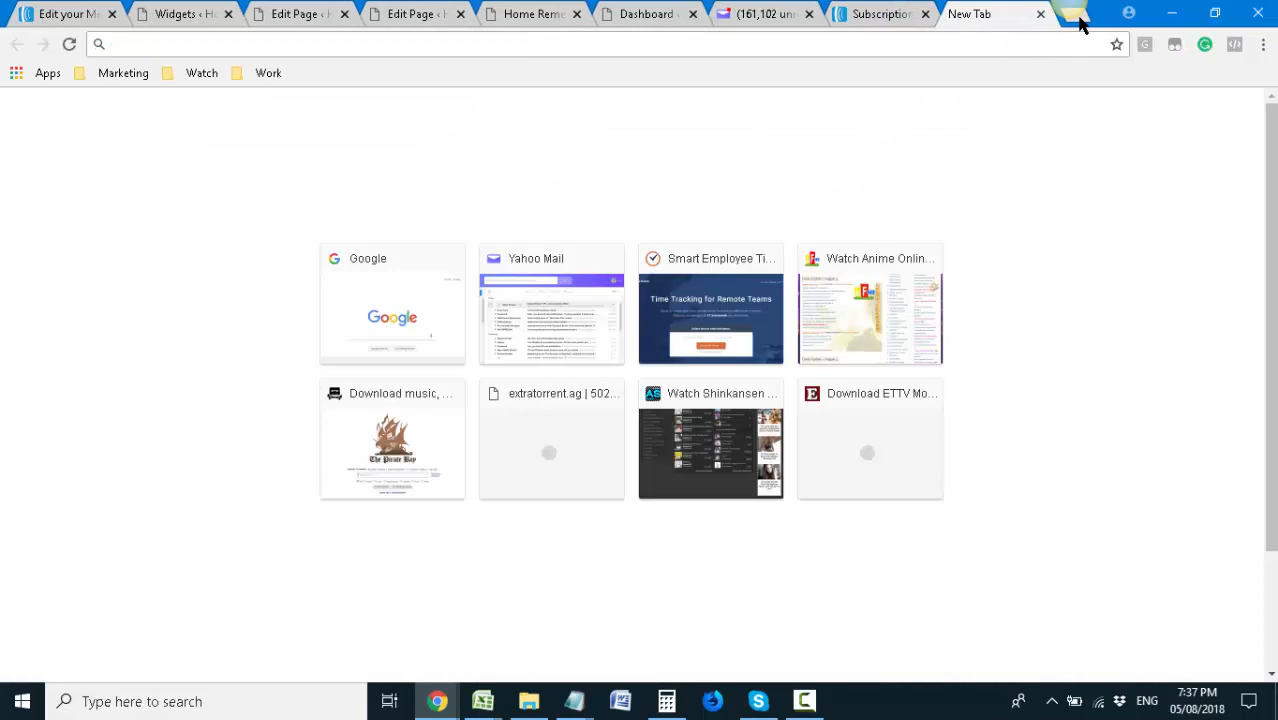 Edit your M
Widgets ‹ H
Edit Page ‹
Edit Page ‹ H
Home Reme
Dashboard
(161,102 unr
Subscription
New Tab
Apps
Marketing
Watch
Work
Google
Yahoo Mail
Smart Employee Ti...
Watch Anime Onlin...
Google
Time Tracking for Remote Teams
Download music, ...
extratorrent.ag | 502...
Watch Shinkansen ...
Download ETTV Mo...
The Pirate Bay
Type here to search
ENG
7:37 PM
05/08/2018